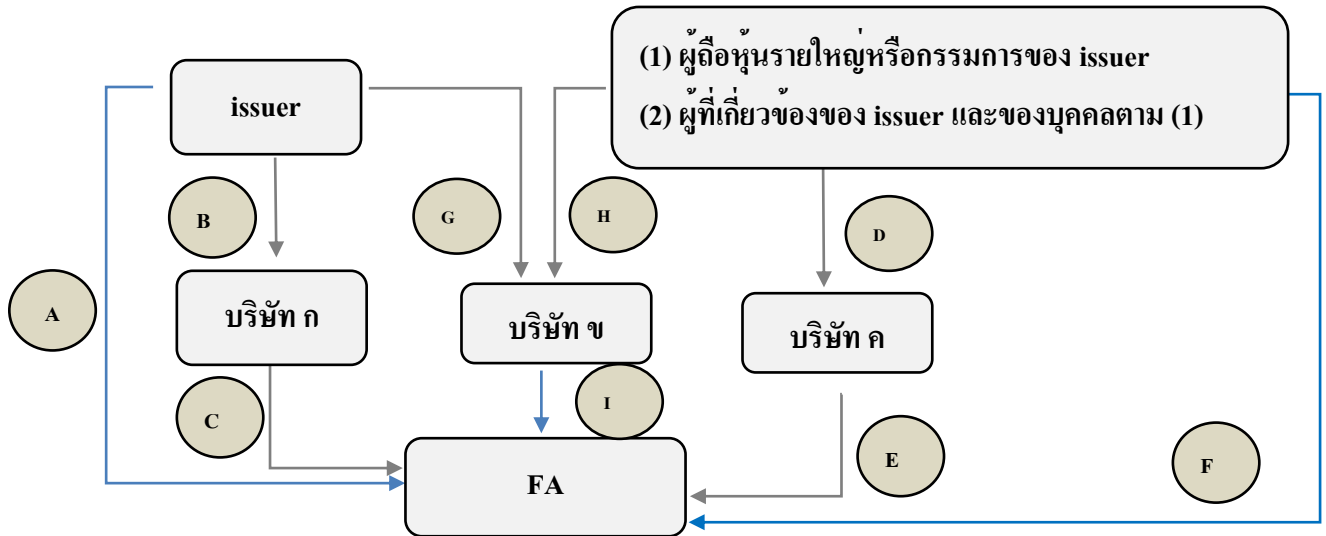 (1) ผู้ถือหุ้นรายใหญ่หรือกรรมการของ issuer
(2) ผู้ที่เกี่ยวข้องของ issuer และของบุคคลตาม (1)
issuer
B
G
H
D
A
บริษัท ก
บริษัท ข
บริษัท ค
C
I
E
F
FA